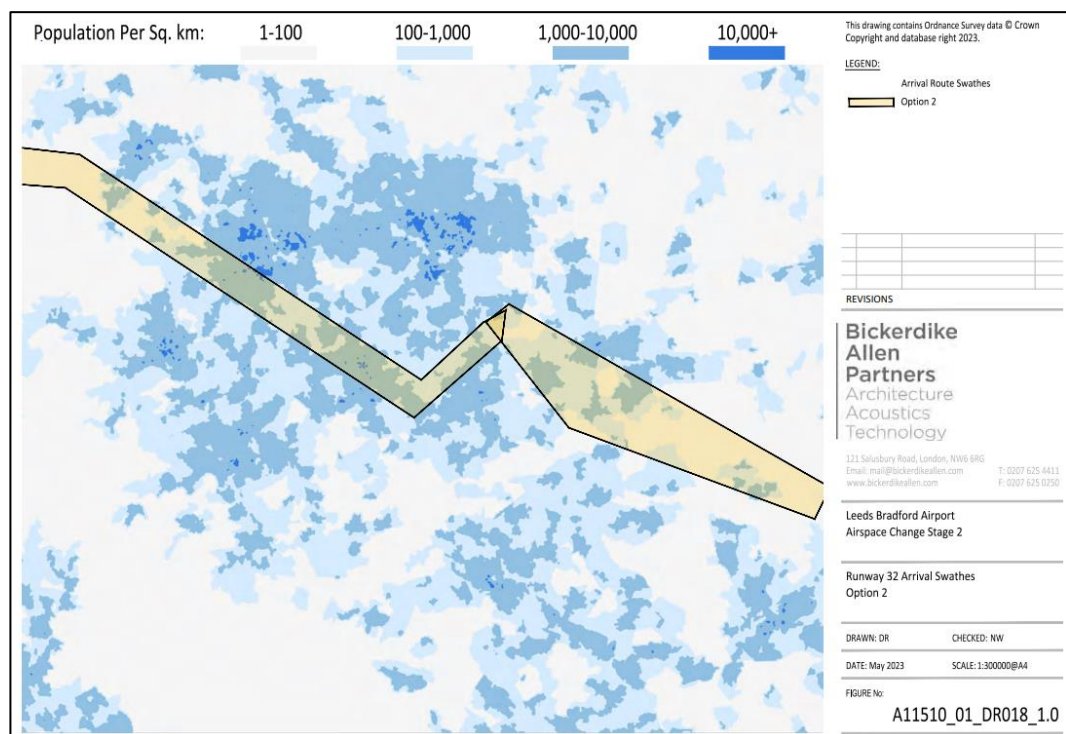 Population Per Sq. km: 1-100 100-1,000 1,000-10,000 10,000+
This drawing contains Ordnance Survey data © Crown
Copyright and database right 2023.
LEGEND:
Arrival Route Swathes
Option 2
REVISIONS
Bickerdike
Allen
Partners
Architecture
Acoustics
Technology
121 Salusbury Road, London, NW6 6RG
Email: mail@bickerdikeallen.com T: 0207 625 4411
www.bickerdikeallen.com F: 0207 625 0250
Leeds Bradford Airport
Airspace Change Stage 2
Runway 32 Arrival Swathes
Option 2
DRAWN: DR CHECKED: NW
DATE: May 2023 SCALE: 1:300000@A4
FIGURE No:
A11510_01_DR018_1.0